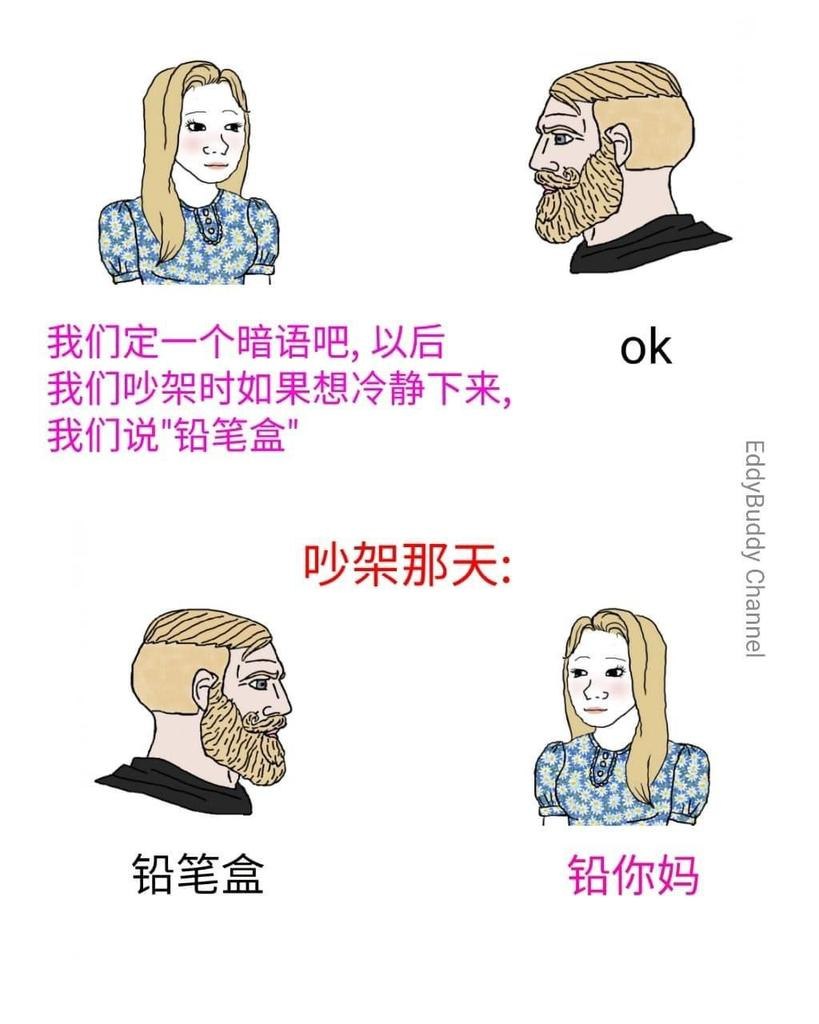 我们定一个暗语吧, 以后
我们吵架时如果想冷静下来,
我们说"铅笔盒"
ok
EddyBuddy Channel
吵架那天:
铅笔盒
铅你妈